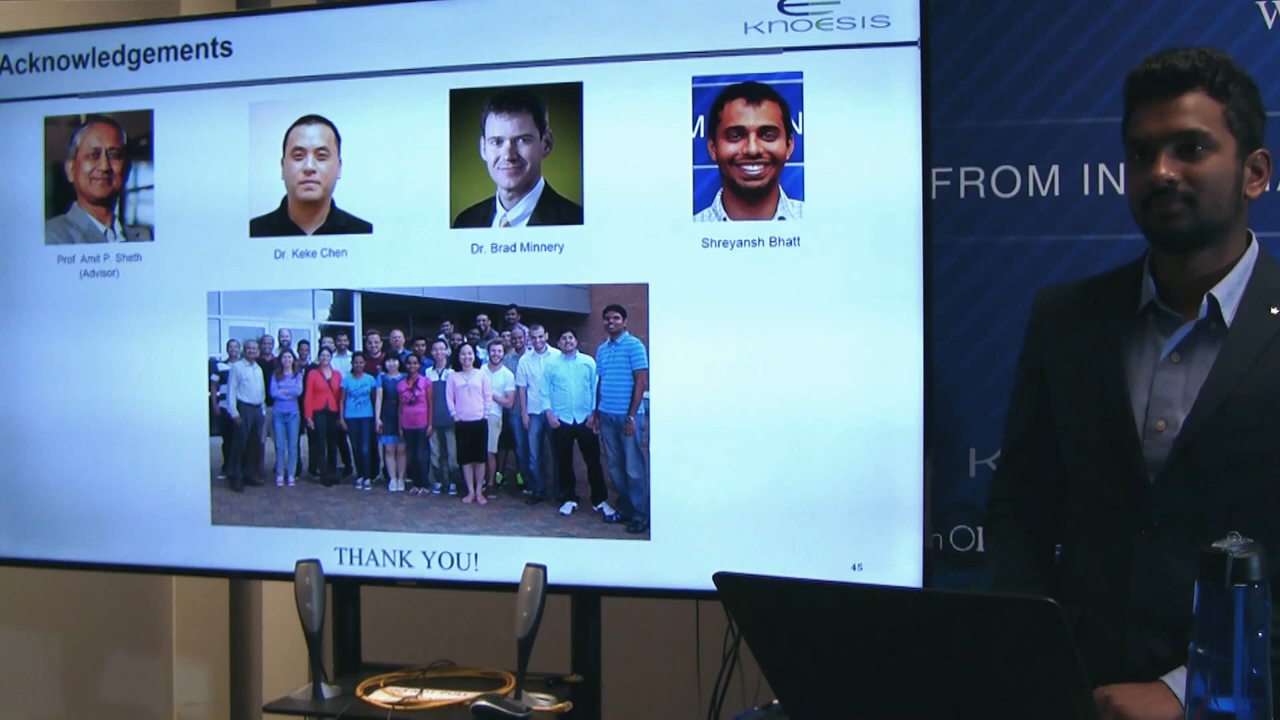 Acknowledgements
KNOESIS
Prof. Amit P. Sheth
(Advisor)
Dr. Keke Chen
Dr. Brad Minnery
Shreyansh Bhatt
THANK YOU!
45
FROM IN